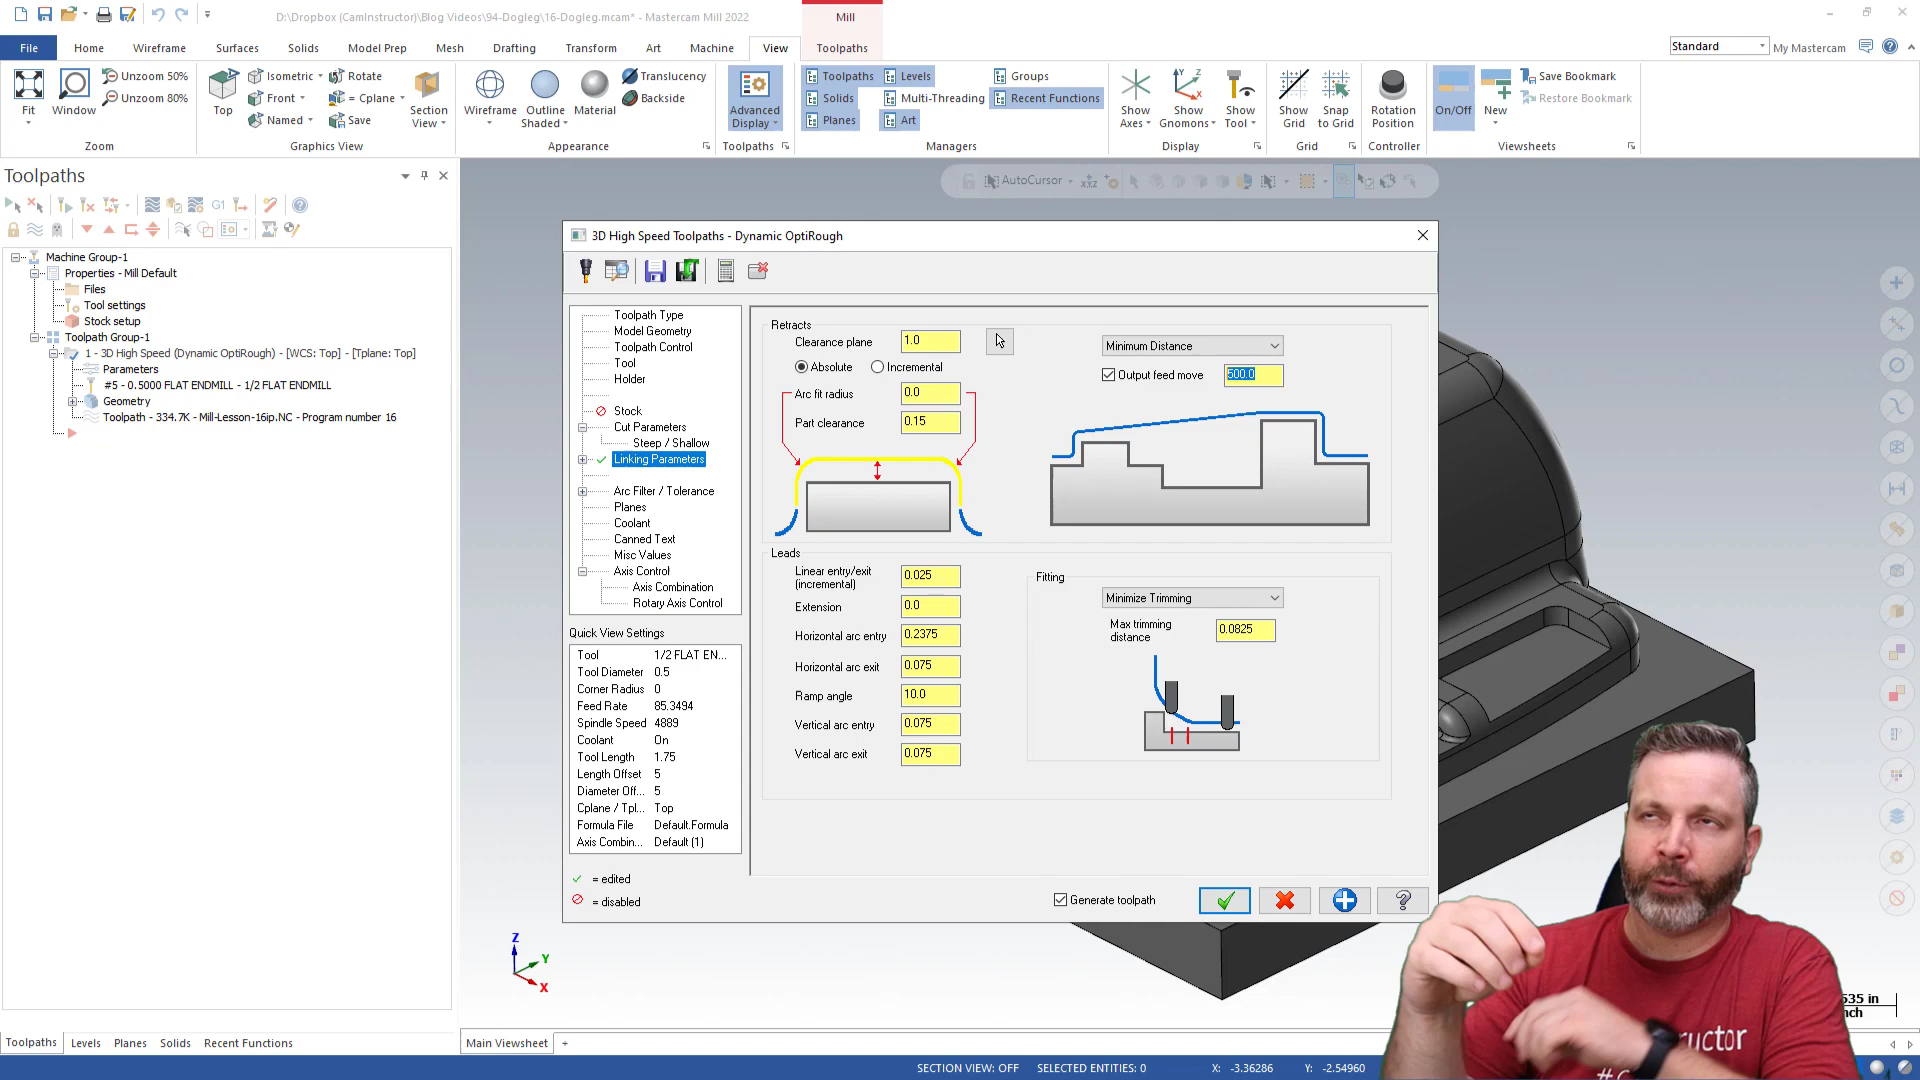 D:\Dropbox (CamInstructor)\Blog Videos\94-Dogleg\16-Dogleg.mcam* - Mastercam Mill 2022
Mill
File
Home
Wireframe
Surfaces
Solids
Model Prep
Mesh
Drafting
Transform
Art
Machine
View
Toolpaths
Standard
My Mastercam
Fit
Window
Unzoom 50%
Unzoom 80%
Zoom
Top
Isometric
Front
Named
Rotate
= Cplane
Save
Section View
Graphics View
Wireframe
Outline Shaded
Material
Translucency
Backside
Appearance
Advanced Display
Toolpaths
Toolpaths
Solids
Planes
Levels
Multi-Threading
Art
Groups
Recent Functions
Managers
Show Axes
Show Gnomons
Show Tool
Display
Show Grid
Snap to Grid
Grid
Rotation Position
Controller
On/Off
New
Save Bookmark
Restore Bookmark
Viewsheets
Toolpaths
G1
AutoCursor
XYZ
Machine Group-1
Properties - Mill Default
Files
Tool settings
Stock setup
Toolpath Group-1
1 - 3D High Speed (Dynamic OptiRough) - [WCS: Top] - [Tplane: Top]
Parameters
#5 - 0.5000 FLAT ENDMILL - 1/2 FLAT ENDMILL
Geometry
Toolpath - 334.7K - Mill-Lesson-16ip.NC - Program number 16
3D High Speed Toolpaths - Dynamic OptiRough
Toolpath Type
Model Geometry
Toolpath Control
Tool
Holder
Stock
Cut Parameters
Steep / Shallow
Linking Parameters
Arc Filter / Tolerance
Planes
Coolant
Canned Text
Misc Values
Axis Control
Axis Combination
Rotary Axis Control
Quick View Settings
Tool 1/2 FLAT EN...
Tool Diameter 0.5
Corner Radius 0
Feed Rate 85.3494
Spindle Speed 4889
Coolant On
Tool Length 1.75
Length Offset 5
Diameter Off... 5
Cplane / Tpl... Top
Formula File Default.Formula
Axis Combin... Default (1)
= edited
= disabled
Retracts
Clearance plane 1.0
Absolute
Incremental
Arc fit radius 0.0
Part clearance 0.15
Minimum Distance
Output feed move 500.0
Leads
Linear entry/exit (incremental) 0.025
Extension 0.0
Horizontal arc entry 0.2375
Horizontal arc exit 0.075
Ramp angle 10.0
Vertical arc entry 0.075
Vertical arc exit 0.075
Fitting
Minimize Trimming
Max trimming distance 0.0825
Generate toolpath
Z
Y
X
535 in
nch
uctor
Toolpaths
Levels
Planes
Solids
Recent Functions
Main Viewsheet
+
SECTION VIEW: OFF
SELECTED ENTITIES: 0
X: -3.36286
Y: -2.54960